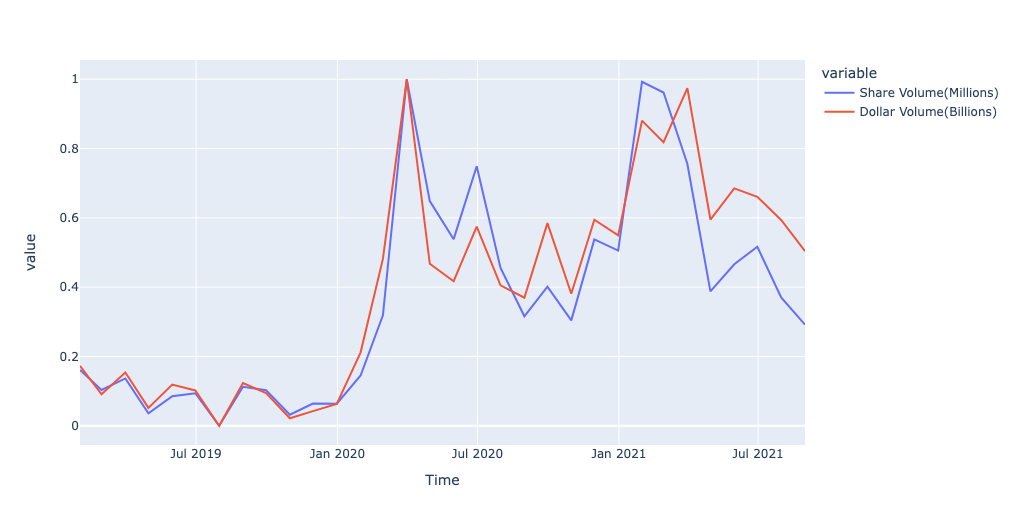 variable
Share Volume(Millions)
Dollar Volume(Billions)
value
1
0.8
0.6
0.4
0.2
0
Jul 2019
Jan 2020
Jul 2020
Jan 2021
Jul 2021
Time